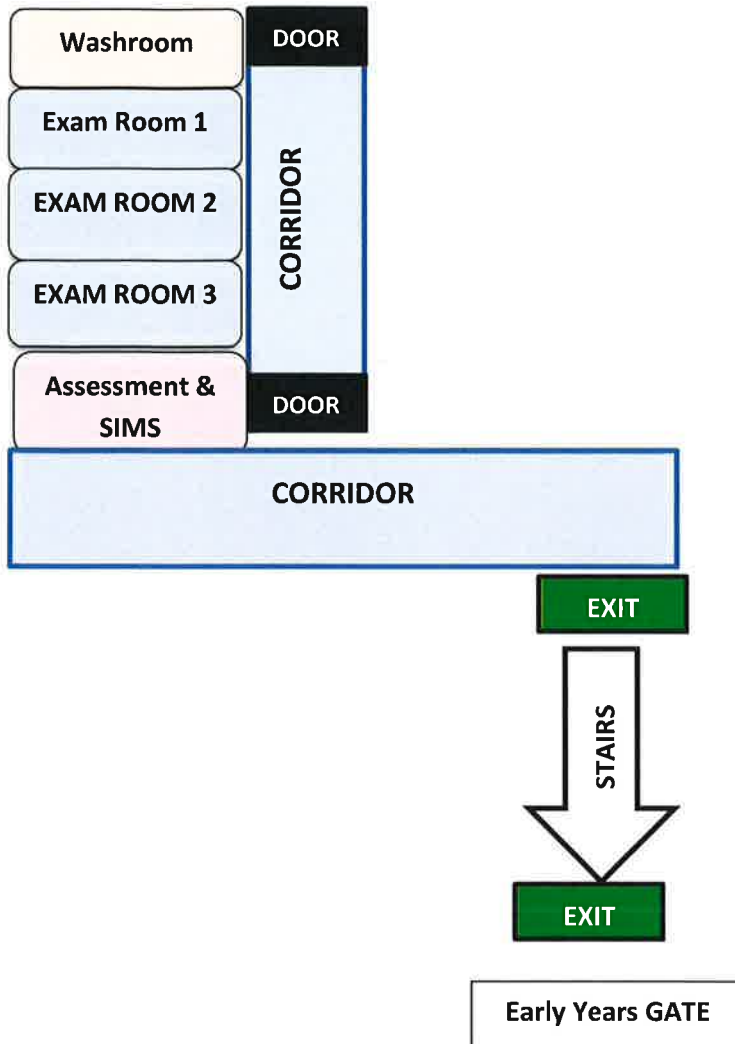 Washroom
DOOR
Exam Room 1
EXAM ROOM 2
CORRIDOR
EXAM ROOM 3
Assessment &
SIMS
DOOR
CORRIDOR
EXIT
STAIRS
EXIT
Early Years GATE